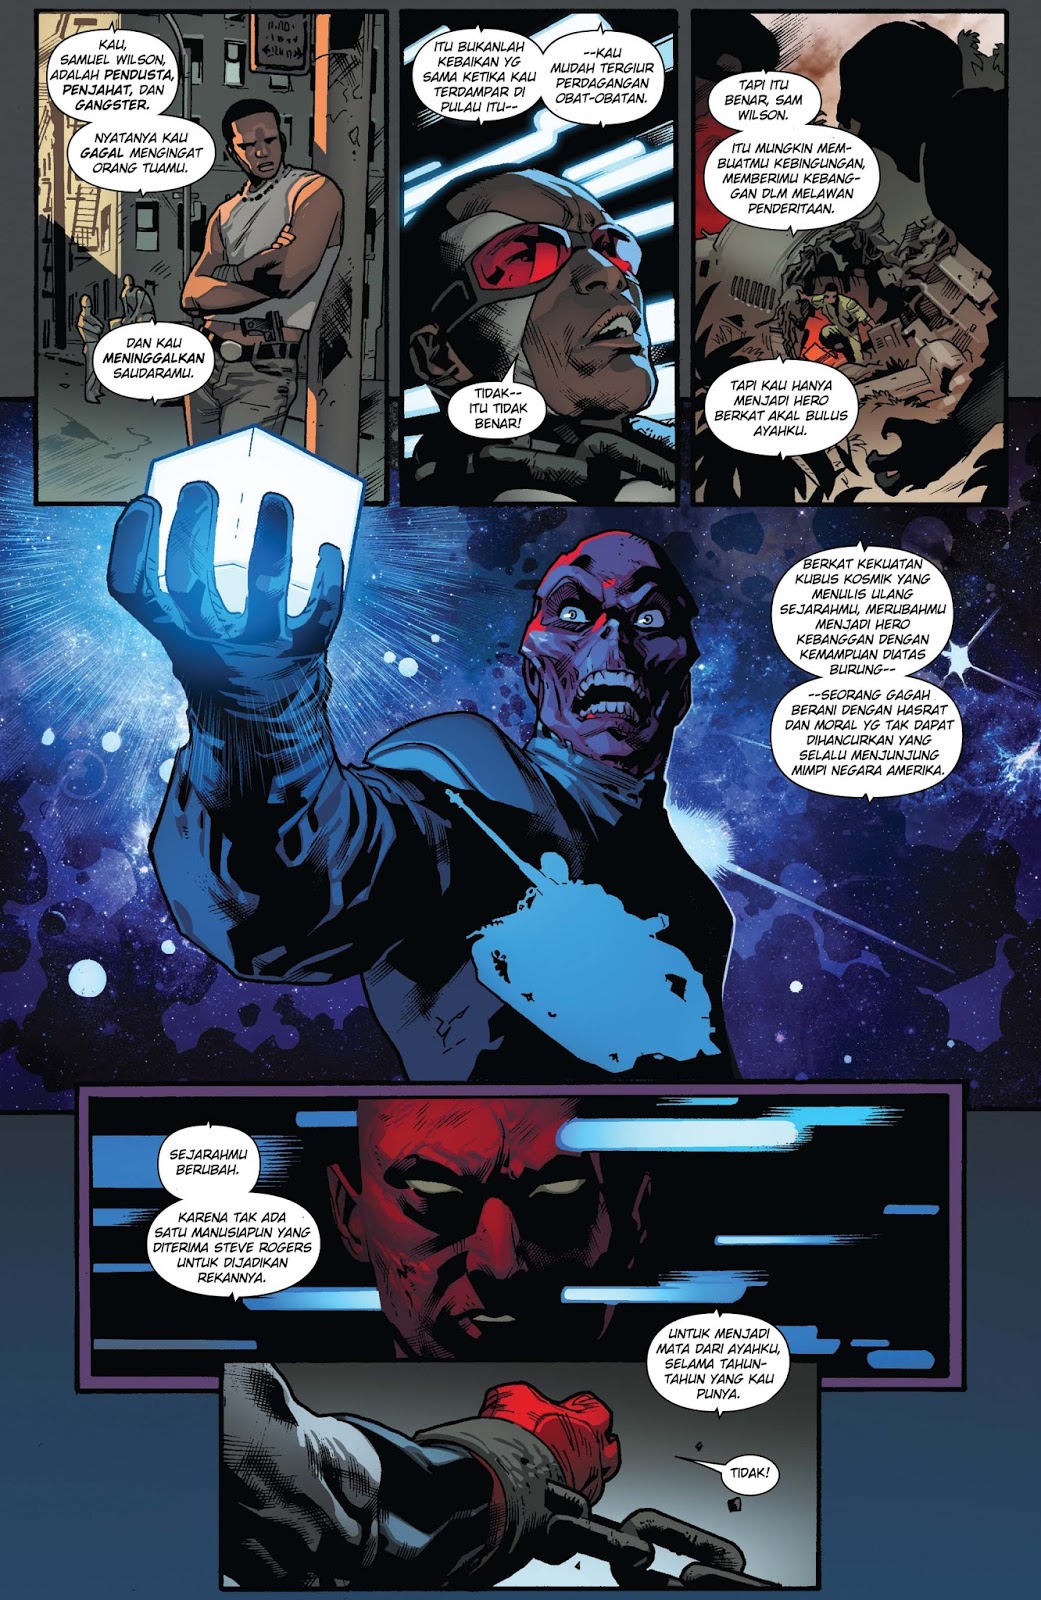 KAU,
SAMUEL WILSON,
ADALAH PENDUSTA,
PENJAHAT, DAN
GANGSTER.
NYATANYA KAU
GAGAL MENGINGAT
ORANG TUAMU.
DAN KAU
MENINGGALKAN
SAUDARAMU.
ITU BUKANLAH
KEBAIKAN YG
SAMA KETIKA KAU
TERDAMPAR DI
PULAU ITU--
--KAU
MUDAH TERGIUR
PERDAGANGAN
OBAT-OBATAN.
TIDAK--
ITU TIDAK
BENAR!
TAPI ITU
BENAR, SAM
WILSON.
ITU MUNGKIN MEM-
BUATMU KEBINGUNGAN,
MEMBERIMU KEBANG-
GAN DLM MELAWAN
PENDERITAAN.
TAPI KAU HANYA
MENJADI HERO
BERKAT AKAL BULUS
AYAHKU.
BERKAT KEKUATAN
KUBUS KOSMIK YANG
MENULIS ULANG
SEJARAHMU, MERUBAHMU
MENJADI HERO
KEBANGGAN DENGAN
KEMAMPUAN DIATAS
BURUNG--
--SEORANG GAGAH
BERANI DENGAN HASRAT
DAN MORAL YG TAK DAPAT
DIHANCURKAN YANG
SELALU MENJUNJUNG
MIMPI NEGARA AMERIKA.
SEJARAHMU
BERUBAH.
KARENA TAK ADA
SATU MANUSIAPUN YANG
DITERIMA STEVE ROGERS
UNTUK DIJADIKAN
REKANNYA.
UNTUK MENJADI
MATA DARI AYAHKU,
SELAMA TAHUN-
TAHUN YANG KAU
PUNYA.
TIDAK!